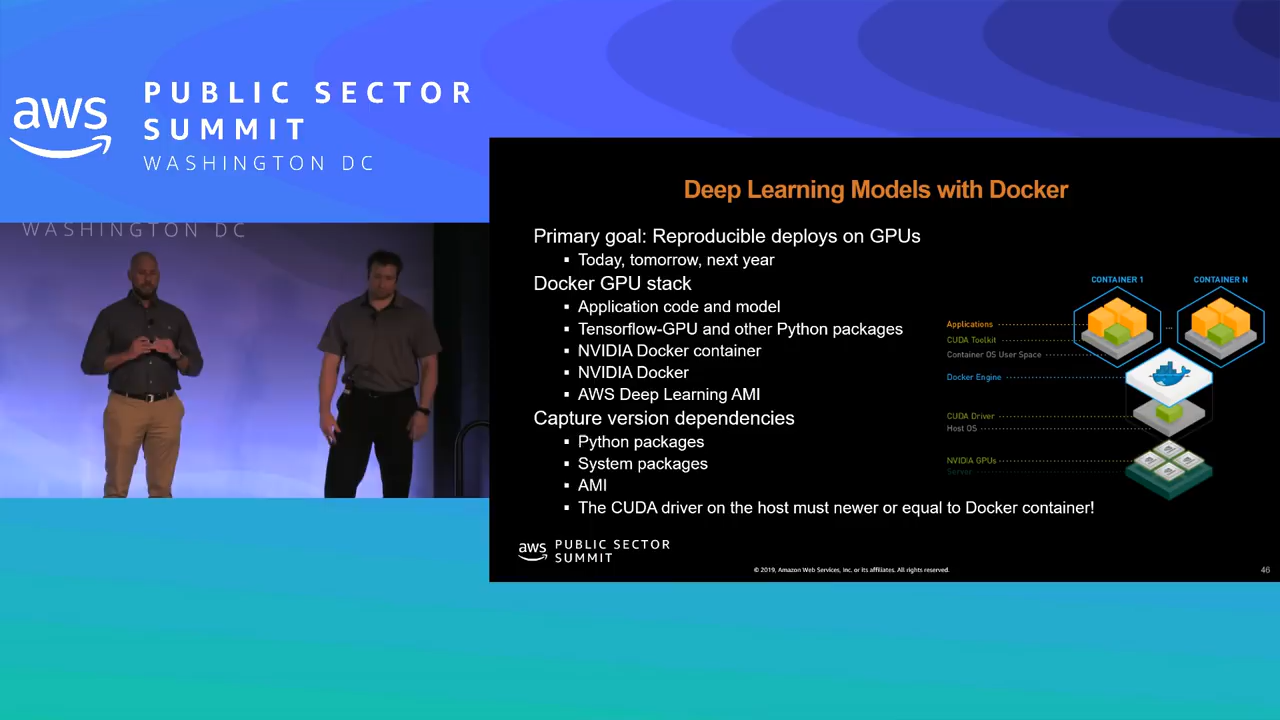 aws
PUBLIC SECTOR
SUMMIT
WASHINGTON DC
WASHINGTON DC
Deep Learning Models with Docker
Primary goal: Reproducible deploys on GPUs
▪ Today, tomorrow, next year
Docker GPU stack
▪ Application code and model
▪ Tensorflow-GPU and other Python packages
▪ NVIDIA Docker container
▪ NVIDIA Docker
▪ AWS Deep Learning AMI
Capture version dependencies
▪ Python packages
▪ System packages
▪ AMI
▪ The CUDA driver on the host must newer or equal to Docker container!
CONTAINER 1
CONTAINER N
...
Applications
CUDA Toolkit
Container OS User Space
Docker Engine
CUDA Driver
Host OS
NVIDIA GPUs
Server
aws
PUBLIC SECTOR
SUMMIT
© 2019, Amazon Web Services, Inc. or its affiliates. All rights reserved.
46